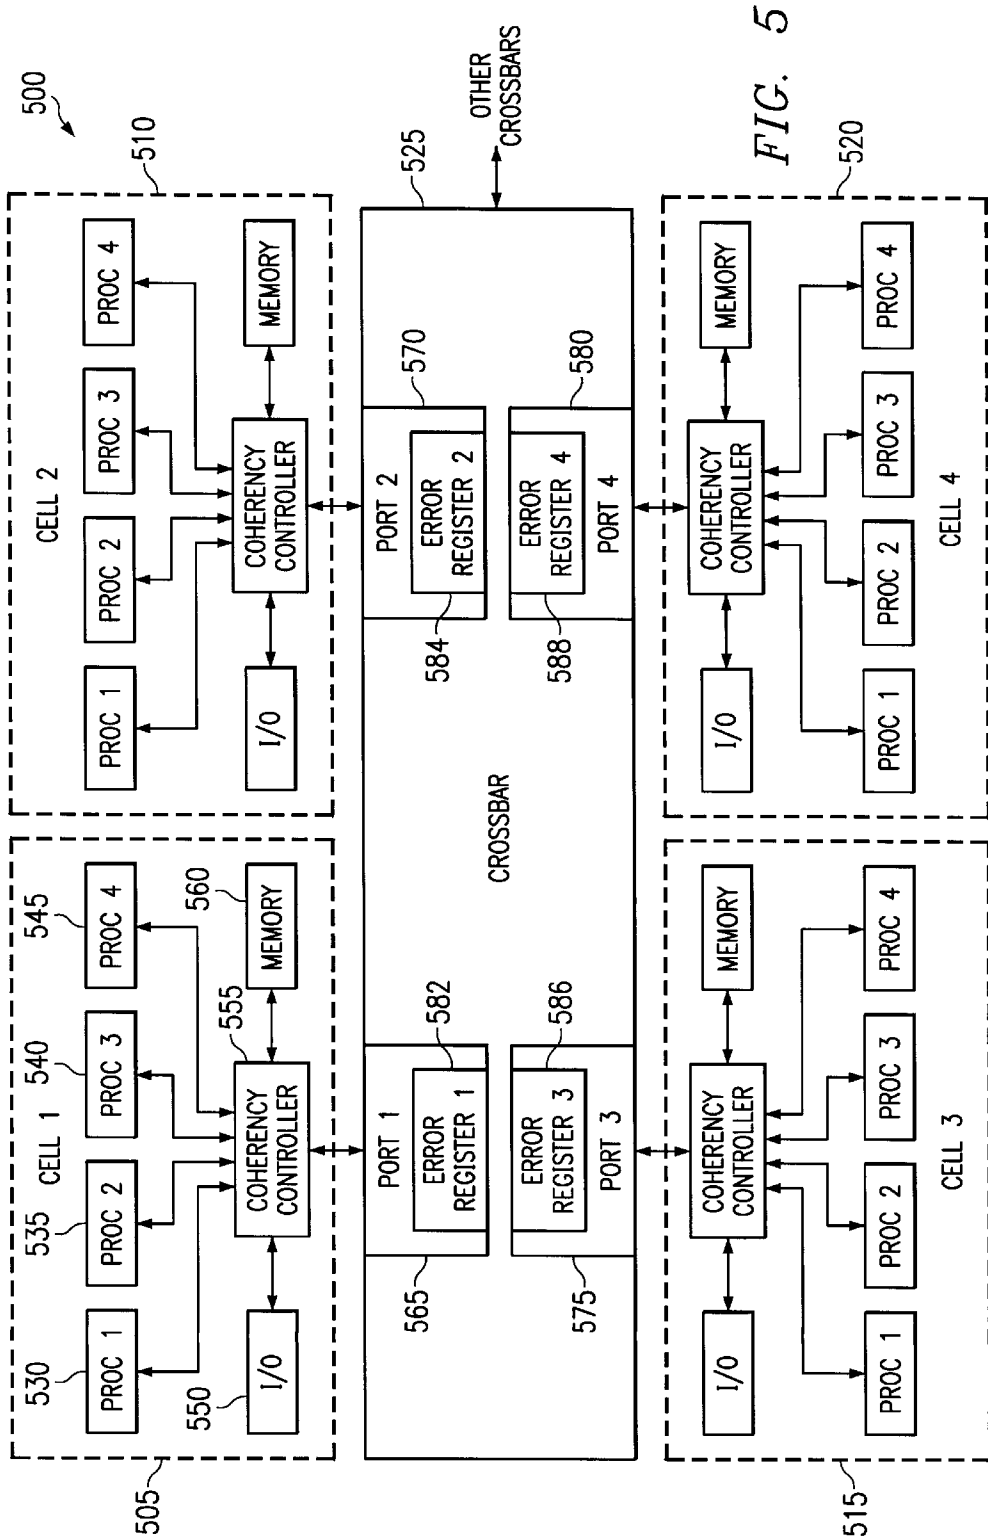 500
505
CELL 1
530
535
540
545
PROC 1
PROC 2
PROC 3
PROC 4
550
555
560
I/O
COHERENCY
CONTROLLER
MEMORY
510
CELL 2
PROC 1
PROC 2
PROC 3
PROC 4
I/O
COHERENCY
CONTROLLER
MEMORY
525
PORT 1
ERROR
REGISTER 1
565
582
PORT 2
ERROR
REGISTER 2
584
570
CROSSBAR
OTHER
CROSSBARS
575
586
ERROR
REGISTER 3
PORT 3
588
580
ERROR
REGISTER 4
PORT 4
I/O
COHERENCY
CONTROLLER
MEMORY
PROC 1
PROC 2
PROC 3
PROC 4
CELL 3
515
I/O
COHERENCY
CONTROLLER
MEMORY
PROC 1
PROC 2
PROC 3
PROC 4
CELL 4
520
FIG. 5